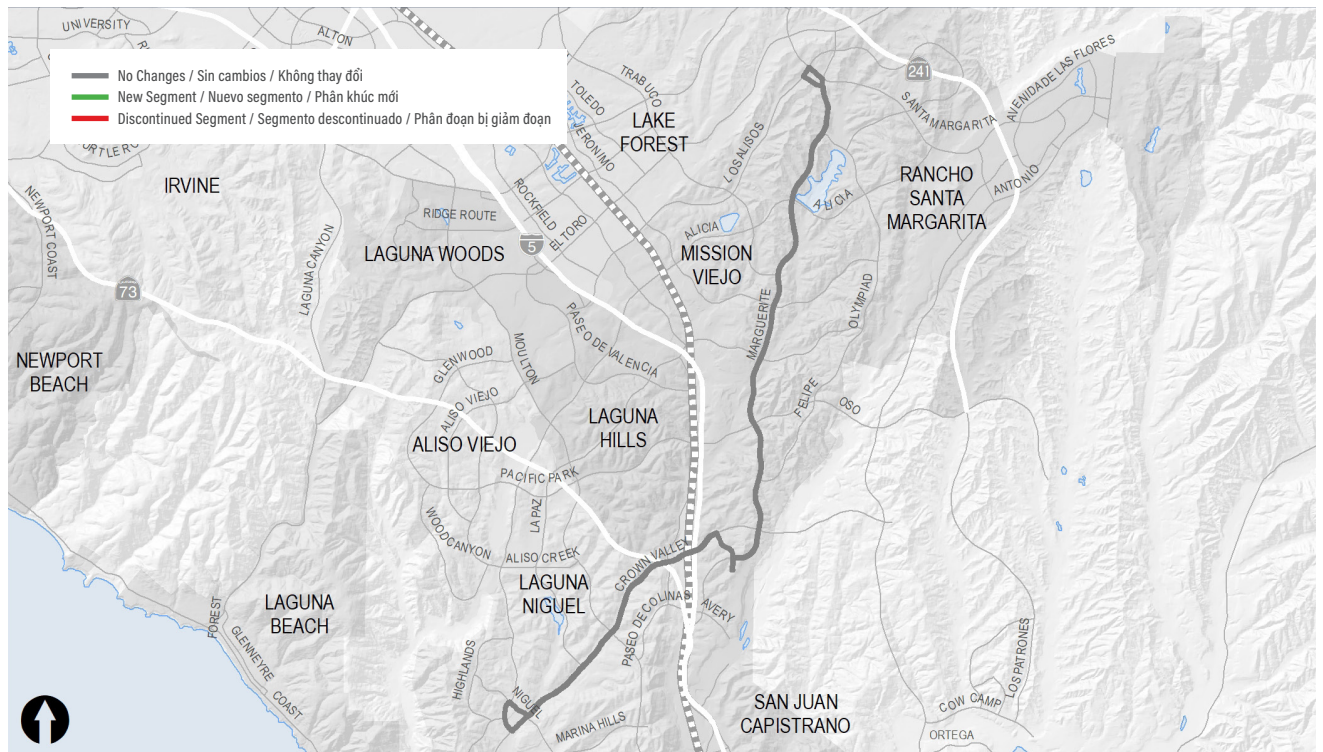 UNIVERSITY
ALTON
No Changes / Sin cambios / Không thay đổi
New Segment / Nuevo segmento / Phân khúc mới
Discontinued Segment / Segmento descontinuado / Phân đoạn bị giảm đoạn
241
AVENIDA DE LAS FLORES
TRABUCO
TOLEDO
LAKE
FOREST
SANTA MARGARITA
LOS ALISOS
IRVINE
RANCHO
SANTA
MARGARITA
ANTONIO
NEWPORT COAST
ROCKFIELD
EL TORO
RIDGE ROUTE
ALICIA
ALICIA
5
LAGUNA WOODS
MISSION
VIEJO
LAGUNA CANYON
73
OLYMPIAD
MARGUERITE
PASEO DE VALENCIA
MOULTON
GLENWOOD
NEWPORT
BEACH
ALISO VIEJO
FELIPE
OSO
LAGUNA
HILLS
ALISO VIEJO
PACIFIC PARK
LA PAZ
WOOD CANYON
ALISO CREEK
CROWN VALLEY
LAGUNA
NIGUEL
PASEO DE COLINAS
AVERY
LAGUNA
BEACH
FOREST
GLENNEYRE
COAST
HIGHLANDS
NIGUEL
MARINA HILLS
SAN JUAN
CAPISTRANO
LOS PATRONES
COW CAMP
ORTEGA